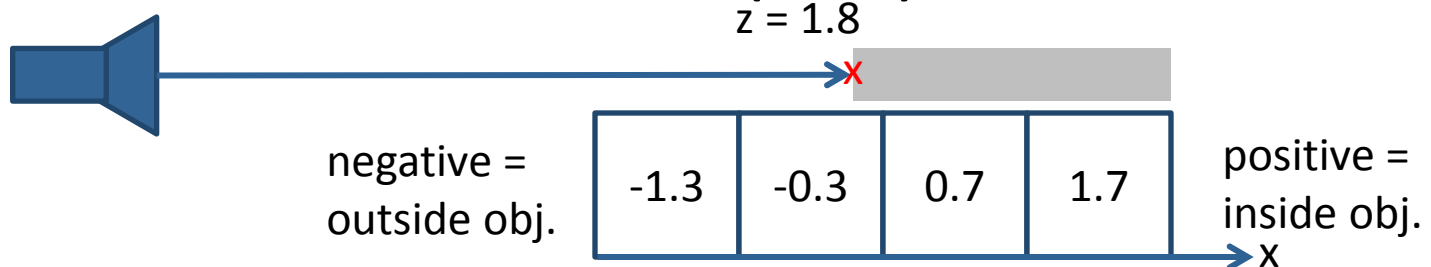 z = 1.8
x
negative =
outside obj.
-1.3 -0.3 0.7 1.7
positive =
inside obj.
x